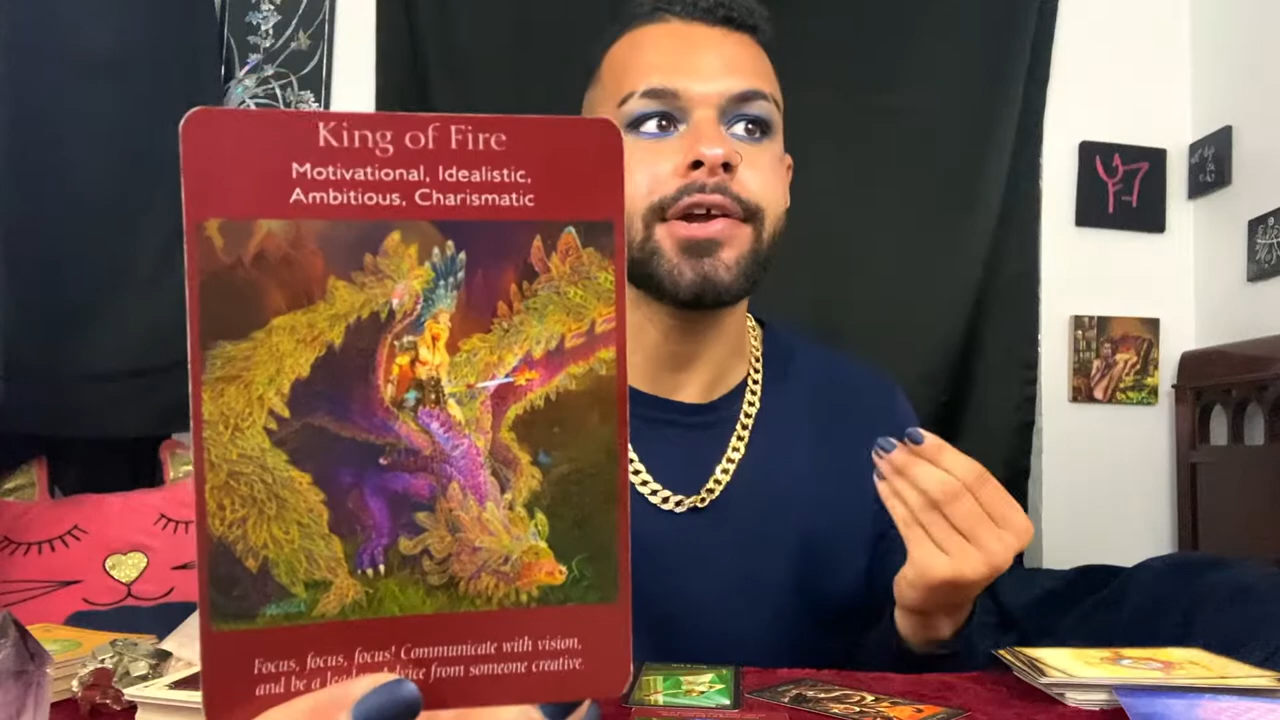 King of Fire
Motivational, Idealistic,
Ambitious, Charismatic
Focus, focus, focus! Communicate with vision,
and be a leader. Advice from someone creative.